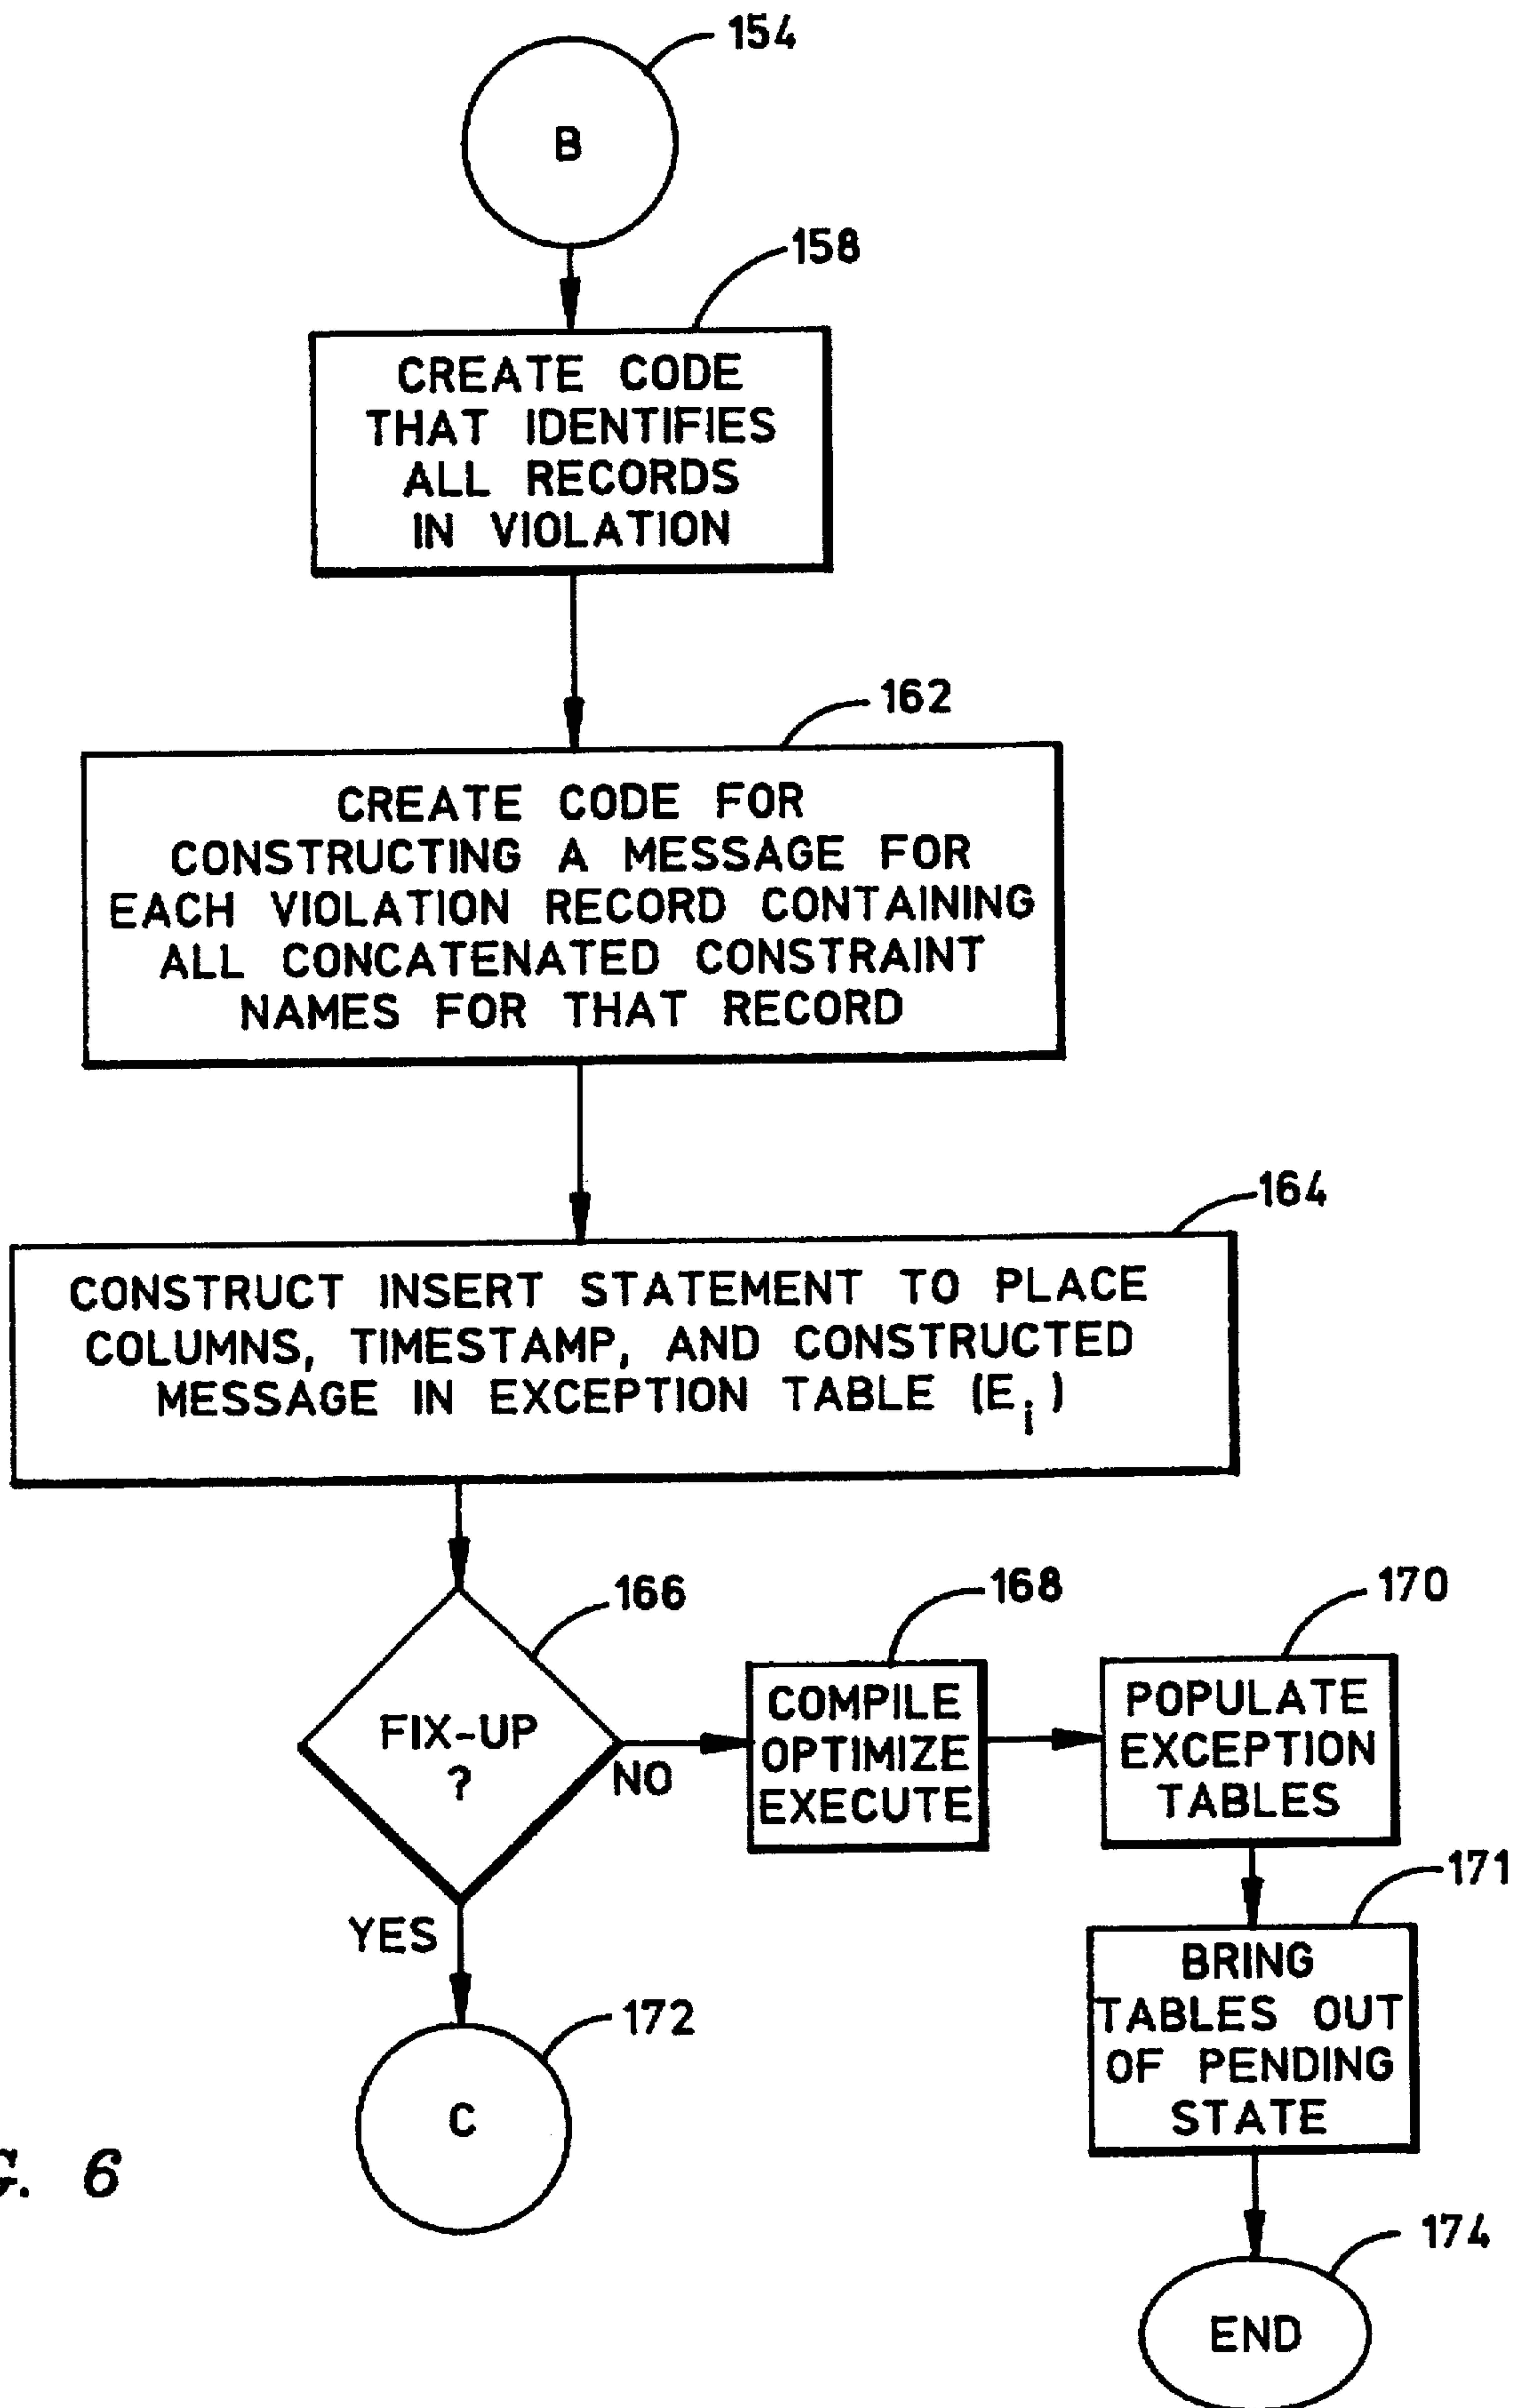 154
B
158
CREATE CODE
THAT IDENTIFIES
ALL RECORDS
IN VIOLATION
162
CREATE CODE FOR
CONSTRUCTING A MESSAGE FOR
EACH VIOLATION RECORD CONTAINING
ALL CONCATENATED CONSTRAINT
NAMES FOR THAT RECORD
164
CONSTRUCT INSERT STATEMENT TO PLACE
COLUMNS, TIMESTAMP, AND CONSTRUCTED
MESSAGE IN EXCEPTION TABLE (Ei)
166
FIX-UP
?
NO
YES
168
COMPILE
OPTIMIZE
EXECUTE
170
POPULATE
EXCEPTION
TABLES
171
BRING
TABLES OUT
OF PENDING
STATE
172
C
G. 6
174
END